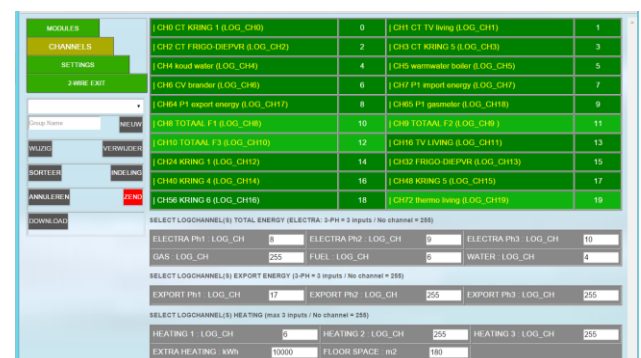 MODULES
CHANNELS
SETTINGS
2-WIRE EXIT
Group Name NIEUW
WIJZIG VERWIJDER
SORTEER INDELING
ANNULEREN ZEND
DOWNLOAD
| CH0 CT KRING 1 (LOG_CH0) 0 | CH1 CT TV living (LOG_CH1) 1
| CH2 CT FRIGO-DIEPVR (LOG_CH2) 2 | CH3 CT KRING 5 (LOG_CH3) 3
| CH4 koud water (LOG_CH4) 4 | CH5 warmwater boiler (LOG_CH5) 5
| CH6 CV brander (LOG_CH6) 6 | CH7 P1 import energy (LOG_CH7) 7
| CH64 P1 export energy (LOG_CH17) 8 | CH65 P1 gasmeter (LOG_CH18) 9
| CH8 TOTAAL F1 (LOG_CH8) 10 | CH9 TOTAAL F2 (LOG_CH9 ) 11
| CH10 TOTAAL F3 (LOG_CH10) 12 | CH16 TV LIVING (LOG_CH11) 13
| CH24 KRING 1 (LOG_CH12) 14 | CH32 FRIGO-DIEPVR (LOG_CH13) 15
| CH40 KRING 4 (LOG_CH14) 16 | CH48 KRING 5 (LOG_CH15) 17
| CH56 KRING 6 (LOG_CH16) 18 | CH72 thermo living (LOG_CH19) 19
SELECT LOGCHANNEL(S) TOTAL ENERGY (ELECTRA: 3-PH = 3 inputs / No channel = 255)
ELECTRA Ph1 : LOG_CH 8 ELECTRA Ph2 : LOG_CH 9 ELECTRA Ph3 : LOG_CH 10
GAS : LOG_CH 255 FUEL : LOG_CH 6 WATER : LOG_CH 4
SELECT LOGCHANNEL(S) EXPORT ENERGY (3-PH = 3 inputs / No channel = 255)
EXPORT Ph1 : LOG_CH 17 EXPORT Ph2 : LOG_CH 255 EXPORT Ph3 : LOG_CH 255
SELECT LOGCHANNEL(S) HEATING (max 3 inputs / No channel = 255)
HEATING 1 : LOG_CH 6 HEATING 2 : LOG_CH 255 HEATING 3 : LOG_CH 255
EXTRA HEATING : kWh 10000 FLOOR SPACE : m2 180